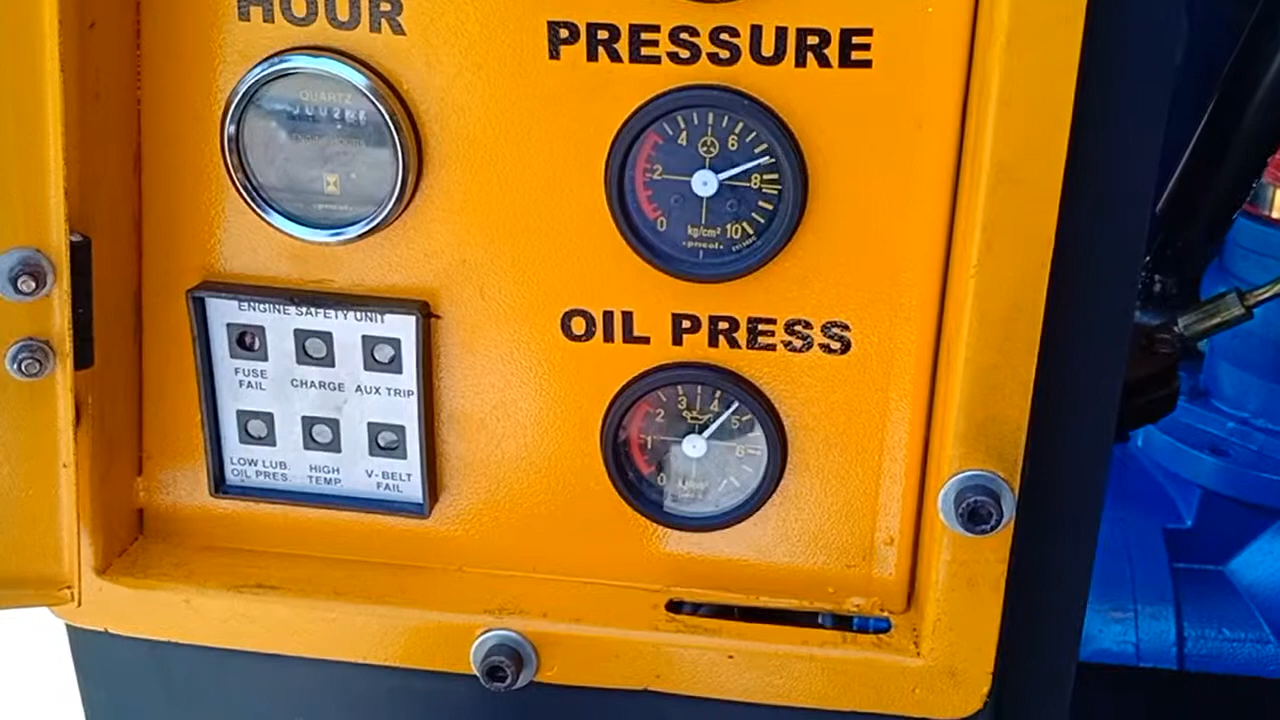 HOUR
PRESSURE
QUARTZ
4
6
2
8
0
kg/cm²
10
ENGINE SAFETY UNIT
FUSE
FAIL
CHARGE
AUX TRIP
LOW LUB.
OIL PRES.
HIGH
TEMP.
V-BELT
FAIL
OIL PRESS
3
4
2
5
1
6
0